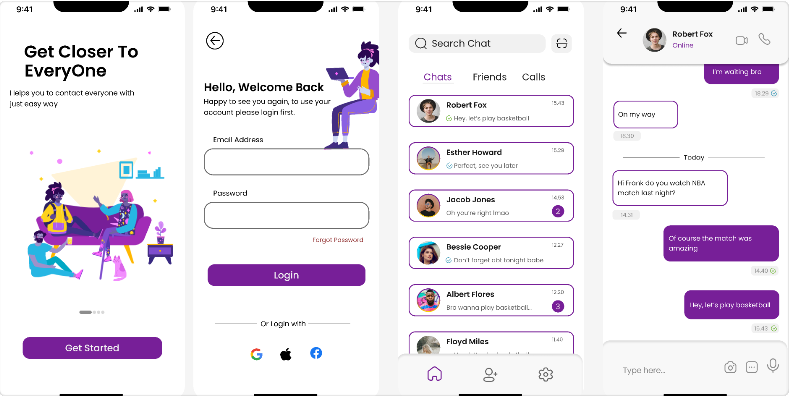 9:41
Get Closer To
EveryOne
I helps you to contact everyone with
just easy way
Get Started
9:41
Hello, Welcome Back
Happy to see you again, to use your
account please login first.
Email Address
Password
Forgot Password
Login
Or Login with
9:41
Search Chat
Chats
Friends
Calls
Robert Fox
15.43
Hey, let's play basketball
Esther Howard
15.29
Perfect, see you later
Jacob Jones
14.53
Oh you're right lmao
2
Bessie Cooper
12.27
Don't forget abt tonight babe
Albert Flores
12.20
Bro wanna play basketball..
3
Floyd Miles
11.40
9:41
Robert Fox
Online
I'm waiting bro
18.29
On my way
18.39
Today
Hi Frank do you watch NBA
match last night?
14.31
Of course the match was
amazing
14.40
Hey, let's play basketball
15.43
Type here...